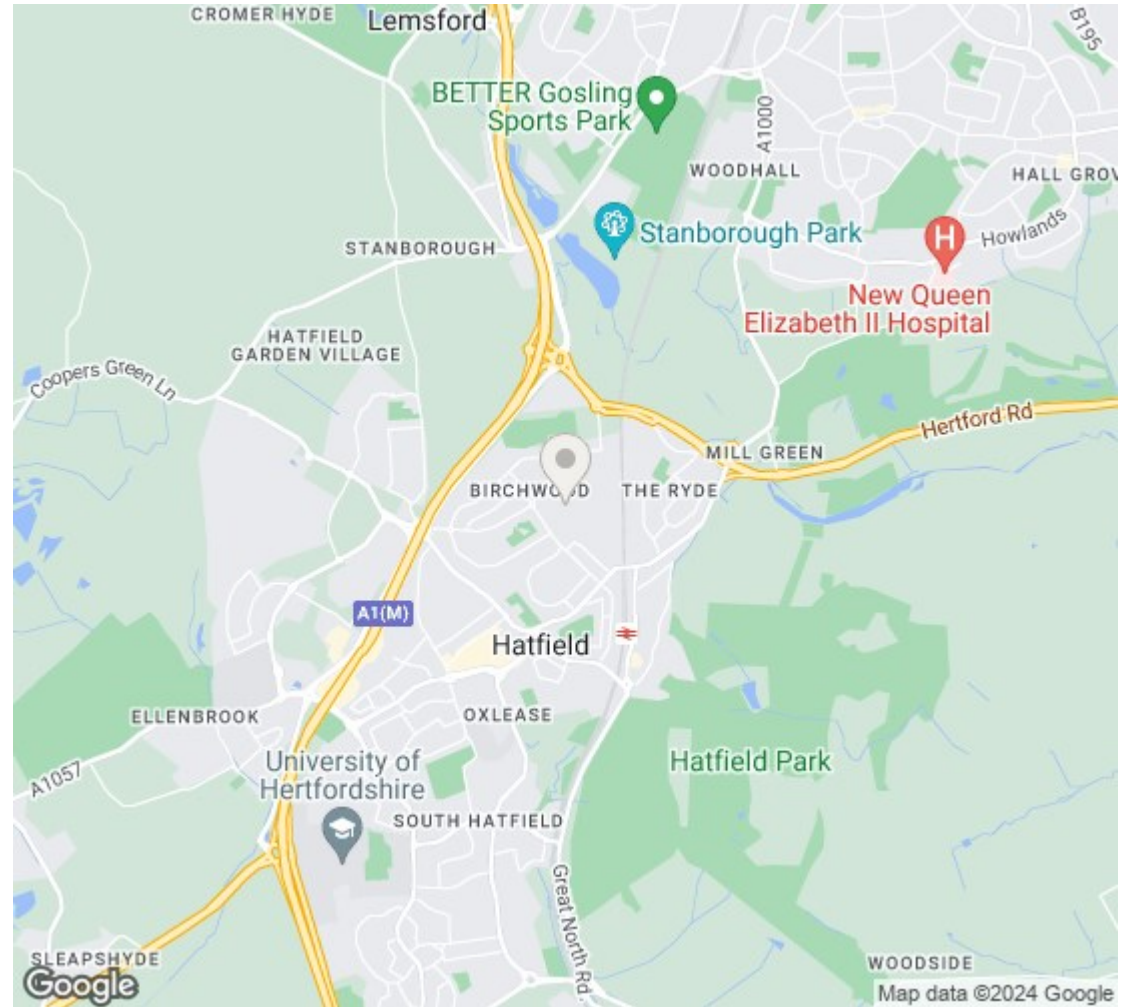 CROMER HYDE
Lemsford
B195
BETTER Gosling
Sports Park
A1000
WOODHALL
HALL GROV
Howlands
Stanborough Park
STANBOROUGH
H
New Queen
Elizabeth II Hospital
HATFIELD
GARDEN VILLAGE
Coopers Green Ln
Hertford Rd
MILL GREEN
BIRCHWOOD
THE RYDE
A1(M)
Hatfield
ELLENBROOK
OXLEASE
A1057
University of
Hertfordshire
Hatfield Park
SOUTH HATFIELD
Great North Rd
SLEAPSHYDE
WOODSIDE
Google
Map data ©2024 Google